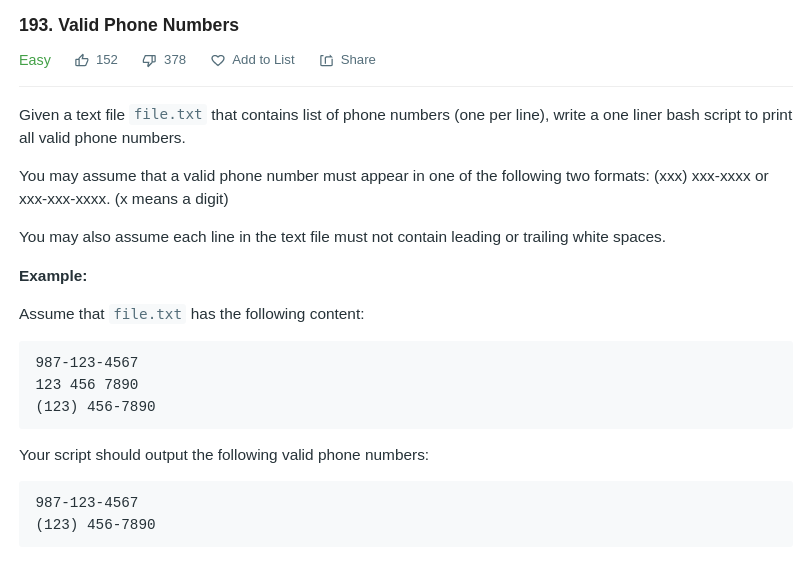 193. Valid Phone Numbers
Easy 152 378 Add to List Share
Given a text file file.txt that contains list of phone numbers (one per line), write a one liner bash script to print
all valid phone numbers.
You may assume that a valid phone number must appear in one of the following two formats: (xxx) xxx-xxxx or
xxx-xxx-xxxx. (x means a digit)
You may also assume each line in the text file must not contain leading or trailing white spaces.
Example:
Assume that file.txt has the following content:
987-123-4567
123 456 7890
(123) 456-7890
Your script should output the following valid phone numbers:
987-123-4567
(123) 456-7890